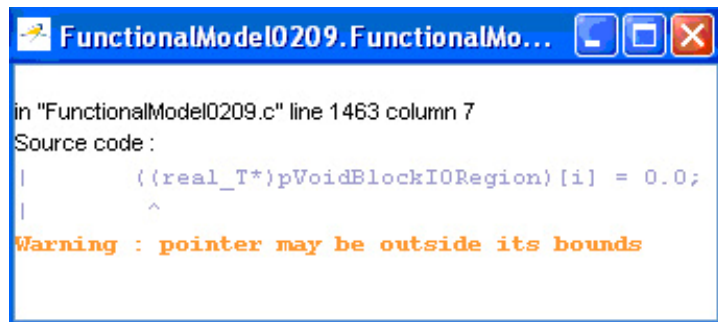 FunctionalModel0209.FunctionalMo...
in "FunctionalModel0209.c" line 1463 column 7
Source code :
| ((real_T*)pVoidBlockIORegion)[i] = 0.0;
| ^
Warning : pointer may be outside its bounds